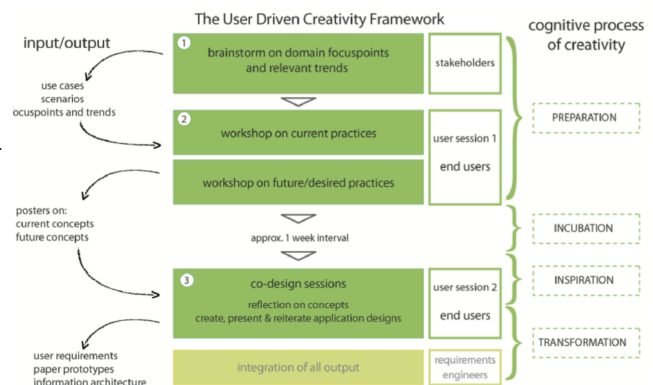 The User Driven Creativity Framework
input/output
cognitive process
of creativity
1
brainstorm on domain focuspoints
and relevant trends
stakeholders
use cases
scenarios
ocuspoints and trends
PREPARATION
2
workshop on current practices
user session 1
end users
workshop on future/desired practices
posters on:
current concepts
future concepts
approx. 1 week interval
INCUBATION
3
co-design sessions
reflection on concepts
create, present & reiterate application designs
user session 2
end users
INSPIRATION
TRANSFORMATION
user requirements
paper prototypes
information architecture
integration of all output
requirements
engineers